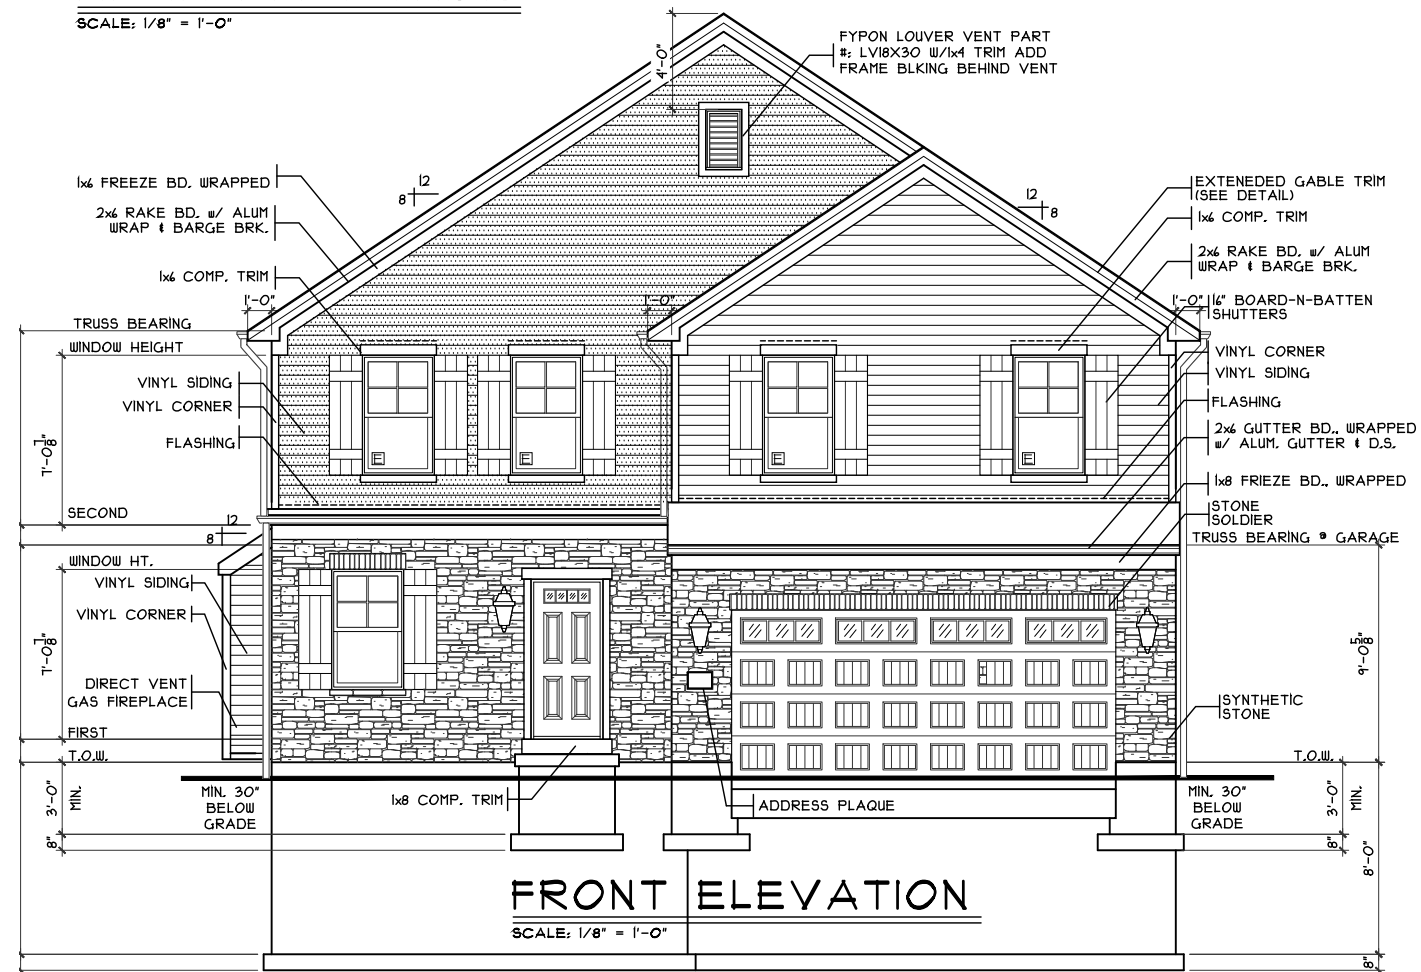 SCALE: 1/8" = 1'-0"
4'-0"
FYPON LOUVER VENT PART
#: LV18X30 W/1x4 TRIM ADD
FRAME BLKING BEHIND VENT
1x6 FREEZE BD. WRAPPED
12
8
2x6 RAKE BD. w/ ALUM
WRAP & BARGE BRK.
1x6 COMP. TRIM
1'-0"
TRUSS BEARING
WINDOW HEIGHT
VINYL SIDING
VINYL CORNER
FLASHING
7'-0 1/8"
SECOND
12
8
WINDOW HT.
VINYL SIDING
VINYL CORNER
7'-0 1/8"
DIRECT VENT
GAS FIREPLACE
FIRST
T.O.W.
3'-0"
MIN.
8"
MIN. 30"
BELOW
GRADE
1x8 COMP. TRIM
1'-0"
E
E
E
E
12
8
EXTENEDED GABLE TRIM
(SEE DETAIL)
1x6 COMP. TRIM
2x6 RAKE BD. w/ ALUM
WRAP & BARGE BRK.
1'-0"
16" BOARD-N-BATTEN
SHUTTERS
VINYL CORNER
VINYL SIDING
FLASHING
2x6 GUTTER BD., WRAPPED
w/ ALUM. GUTTER & D.S.
1x8 FRIEZE BD., WRAPPED
STONE
SOLDIER
TRUSS BEARING @ GARAGE
9'-0 5/8"
SYNTHETIC
STONE
T.O.W.
ADDRESS PLAQUE
MIN. 30"
BELOW
GRADE
3'-0"
MIN.
8"
8'-0"
8"
FRONT ELEVATION
SCALE: 1/8" = 1'-0"